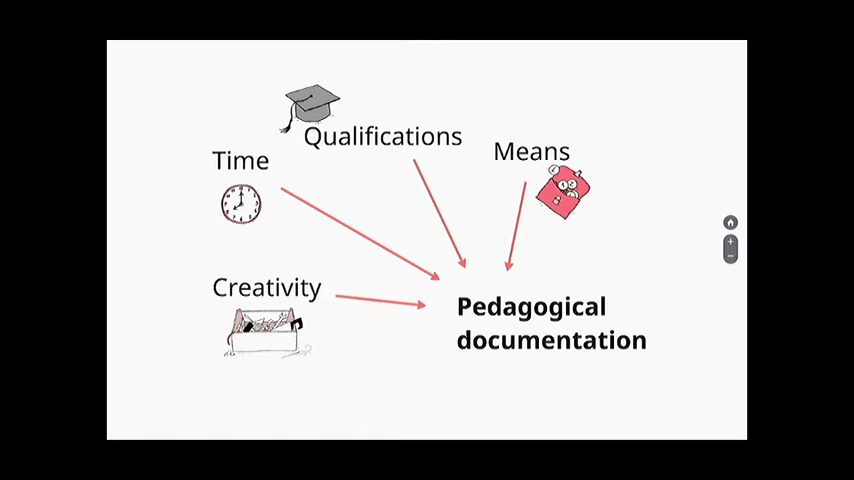 Qualifications
Means
Time
Creativity
Pedagogical
documentation